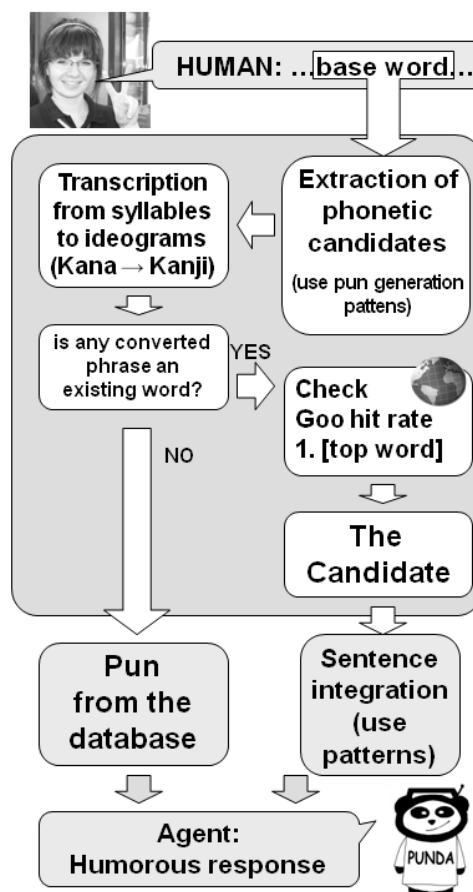 HUMAN: ...base word...
Extraction of
phonetic
candidates
(use pun generation
pattens)
Transcription
from syllables
to ideograms
(Kana → Kanji)
is any converted
phrase an
existing word?
YES
NO
Check
Goo hit rate
1. [top word]
The
Candidate
Pun
from the
database
Sentence
integration
(use
patterns)
Agent:
Humorous response
PUNDA